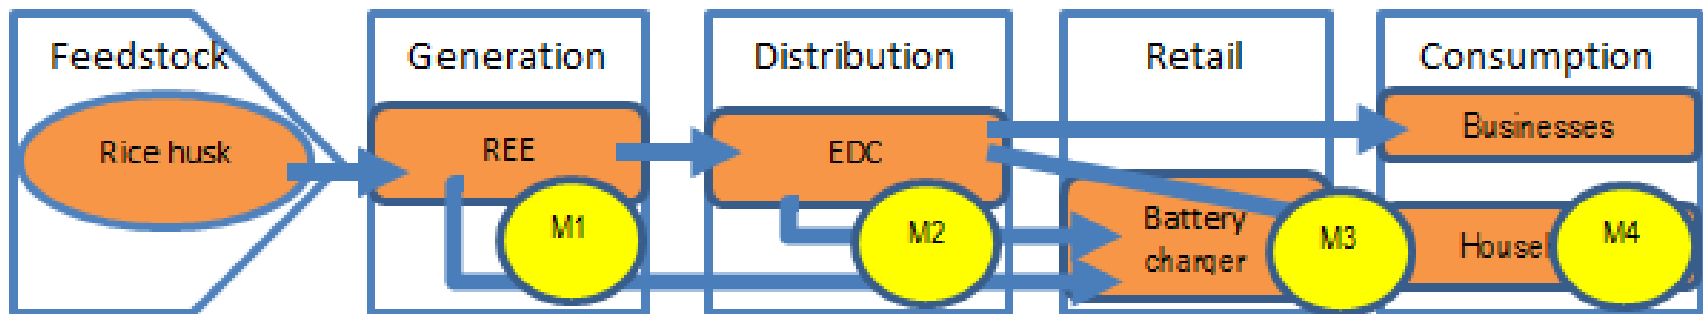 Feedstock
Generation
Distribution
Retail
Consumption
Rice husk
REE
EDC
Businesses
Battery
charger
M1
M2
M3
M4